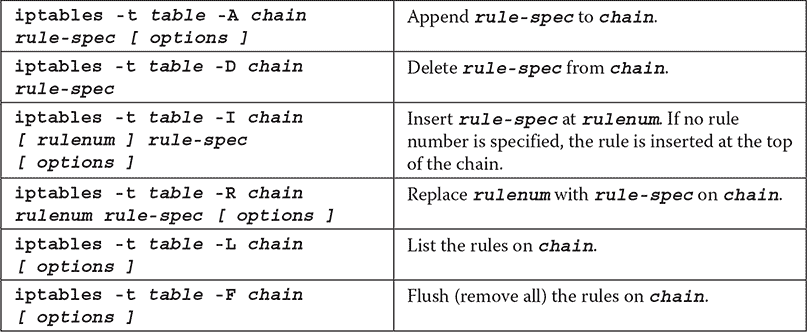 iptables -t table -A chain
rule-spec [ options ]
Append rule-spec to chain.
iptables -t table -D chain
rule-spec
Delete rule-spec from chain.
iptables -t table -I chain
[ rulenum ] rule-spec
[ options ]
Insert rule-spec at rulenum. If no rule
number is specified, the rule is inserted at the top
of the chain.
iptables -t table -R chain
rulenum rule-spec [ options ]
Replace rulenum with rule-spec on chain.
iptables -t table -L chain
[ options ]
List the rules on chain.
iptables -t table -F chain
[ options ]
Flush (remove all) the rules on chain.